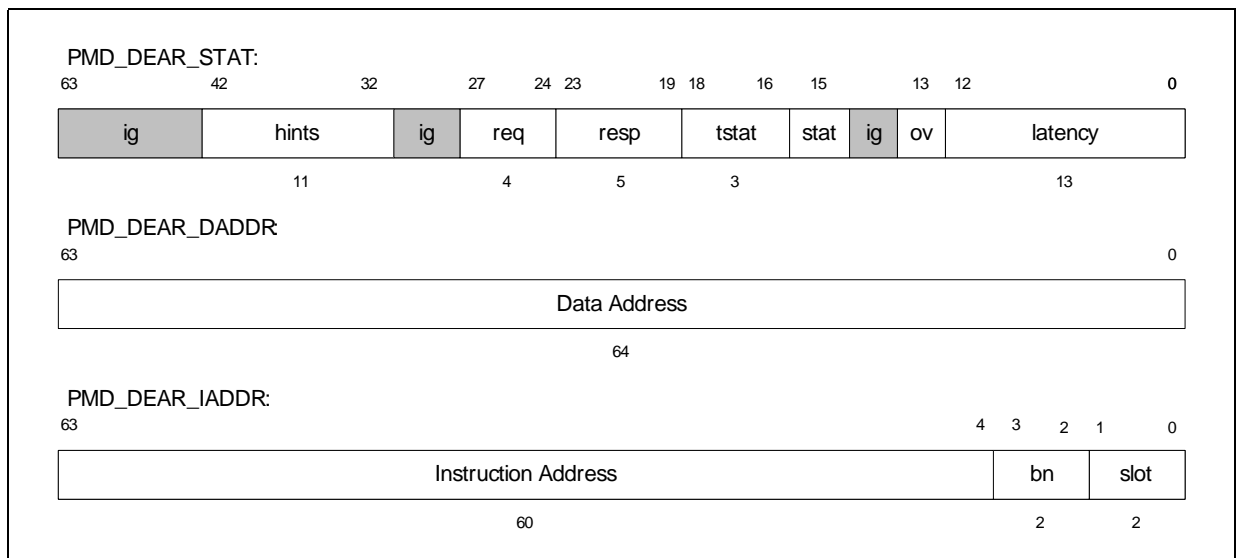 PMD_DEAR_STAT:
63 42 32 27 24 23 19 18 16 15 13 12 0
ig hints ig req resp tstat stat ig ov latency
11 4 5 3 13
PMD_DEAR_DADDR:
63 0
Data Address
64
PMD_DEAR_IADDR:
63 4 3 2 1 0
Instruction Address bn slot
60 2 2